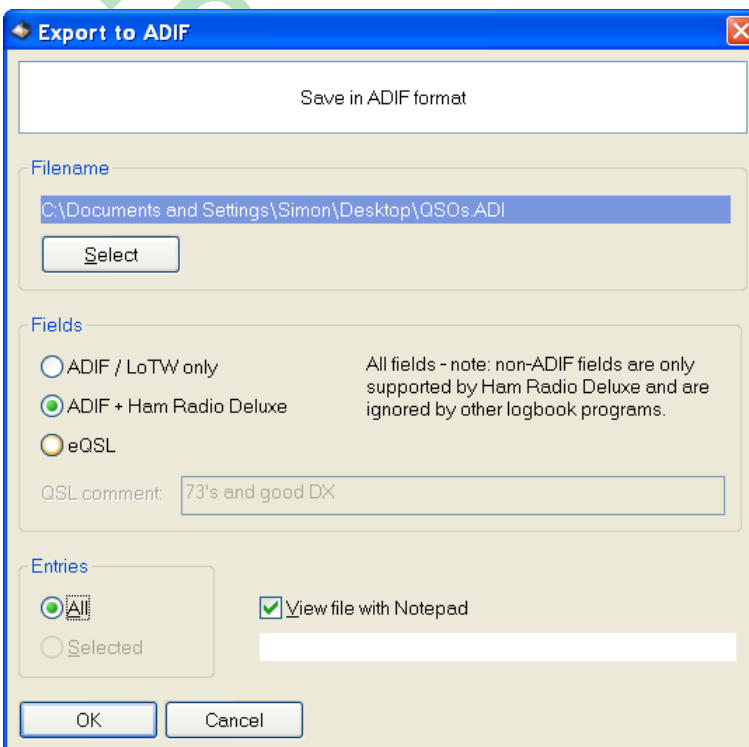 Export to ADIF
Save in ADIF format
Filename
C:\Documents and Settings\Simon\Desktop\QSOs.ADI
Select
Fields
ADIF / LoTW only
ADIF + Ham Radio Deluxe
eQSL
All fields - note: non-ADIF fields are only
supported by Ham Radio Deluxe and are
ignored by other logbook programs.
QSL comment: 73's and good DX
Entries
All
Selected
View file with Notepad
OK Cancel